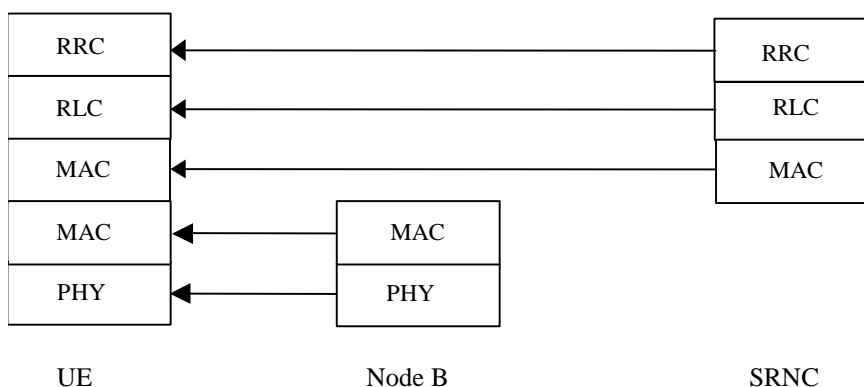 RRC
RRC
RLC
RLC
MAC
MAC
MAC
MAC
PHY
PHY
UE
Node B
SRNC